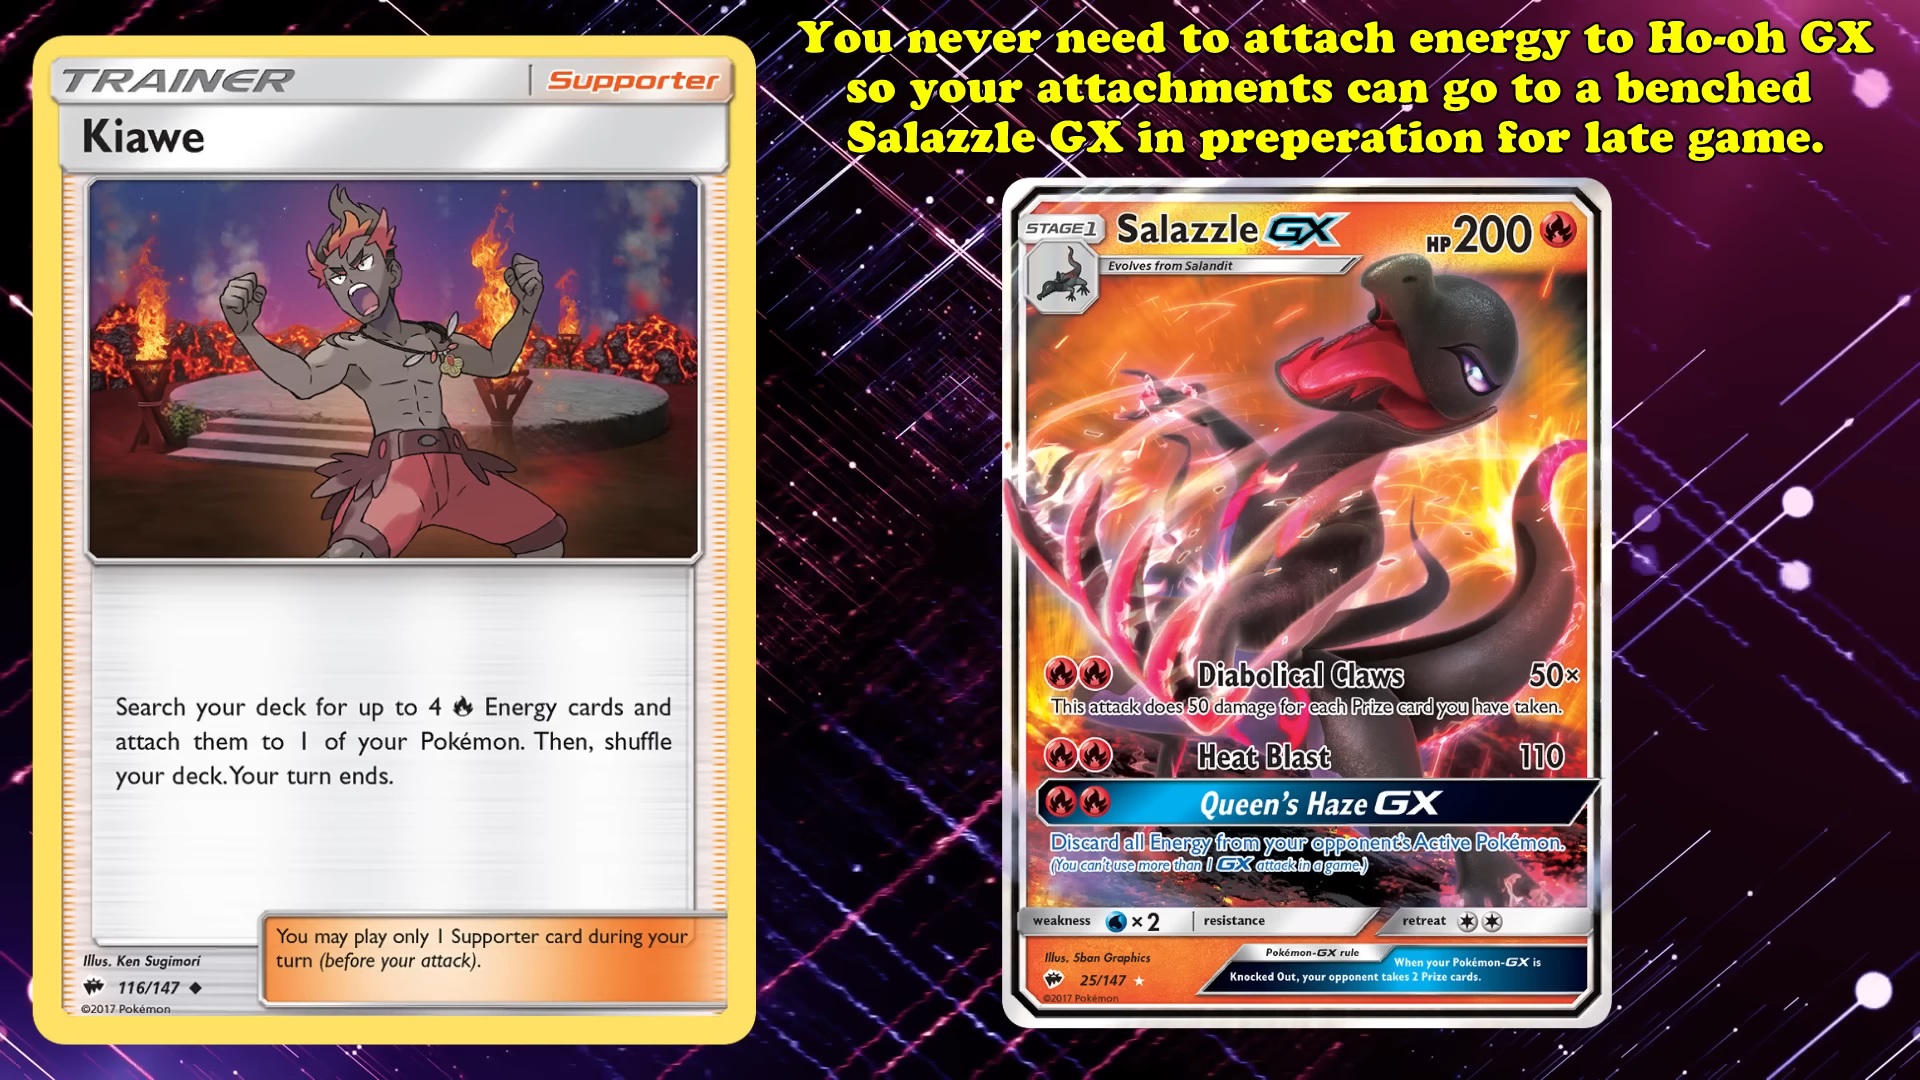 You never need to attach energy to Ho-oh GX
so your attachments can go to a benched
Salazzle GX in preperation for late game.
TRAINER
Supporter
Kiawe
Search your deck for up to 4 Energy cards and
attach them to 1 of your Pokémon. Then, shuffle
your deck. Your turn ends.
You may play only 1 Supporter card during your
turn (before your attack).
Illus. Ken Sugimori
116/147
©2017 Pokémon
STAGE1
Salazzle GX
HP200
Evolves from Salandit
Diabolical Claws 50×
This attack does 50 damage for each Prize card you have taken.
Heat Blast 110
Queen's Haze GX
Discard all Energy from your opponent's Active Pokémon.
(You can't use more than 1 GX attack in a game.)
weakness ×2 resistance retreat
Illus. 5ban Graphics
25/147
©2017 Pokémon
Pokémon-GX rule
When your Pokémon-GX is
Knocked Out, your opponent takes 2 Prize cards.